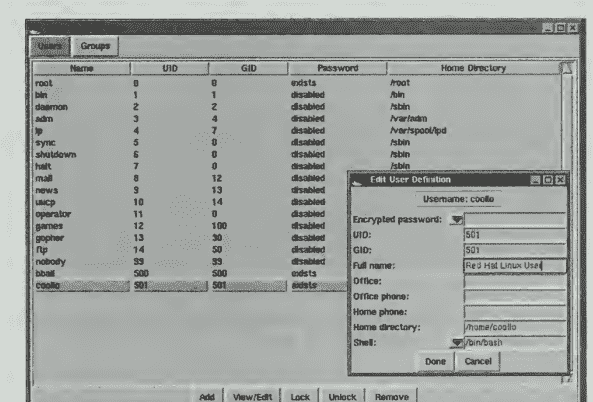 Users Groups
Name UID GID Password Home Directory
root 0 0 exists /root
bin 1 1 disabled /bin
daemon 2 2 disabled /sbin
adm 3 4 disabled /var/adm
lp 4 7 disabled /var/spool/lpd
sync 5 0 disabled /sbin
shutdown 6 0 disabled /sbin
halt 7 0 disabled /sbin
mail 8 12 disabled
news 9 13 disabled
uucp 10 14 disabled
operator 11 0 disabled
games 12 100 disabled
gopher 13 30 disabled
ftp 14 50 disabled
nobody 99 99 disabled
bball 500 500 exists
coolio 501 501 exists
Edit User Definition
Username: coolio
Encrypted password:
UID: 501
GID: 501
Full name: Red Hat Linux User
Office:
Office phone:
Home phone:
Home directory: /home/coolio
Shell: /bin/bash
Done Cancel
Add View/Edit Lock Unlock Remove